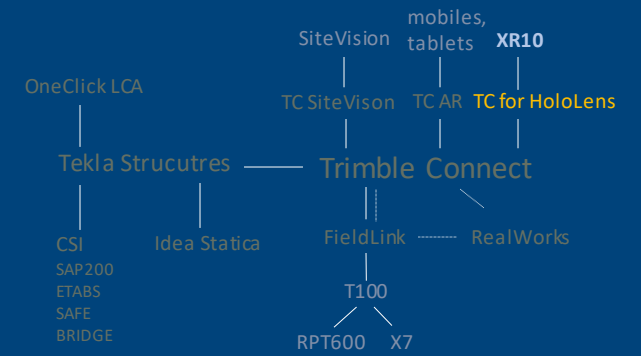 mobiles,
SiteVision tablets XR10
OneClick LCA
TC SiteVison TC AR TC for HoloLens
Tekla Strucutres Trimble Connect
CSI Idea Statica FieldLink RealWorks
SAP200
ETABS
SAFE
BRIDGE
T100
RPT600 X7